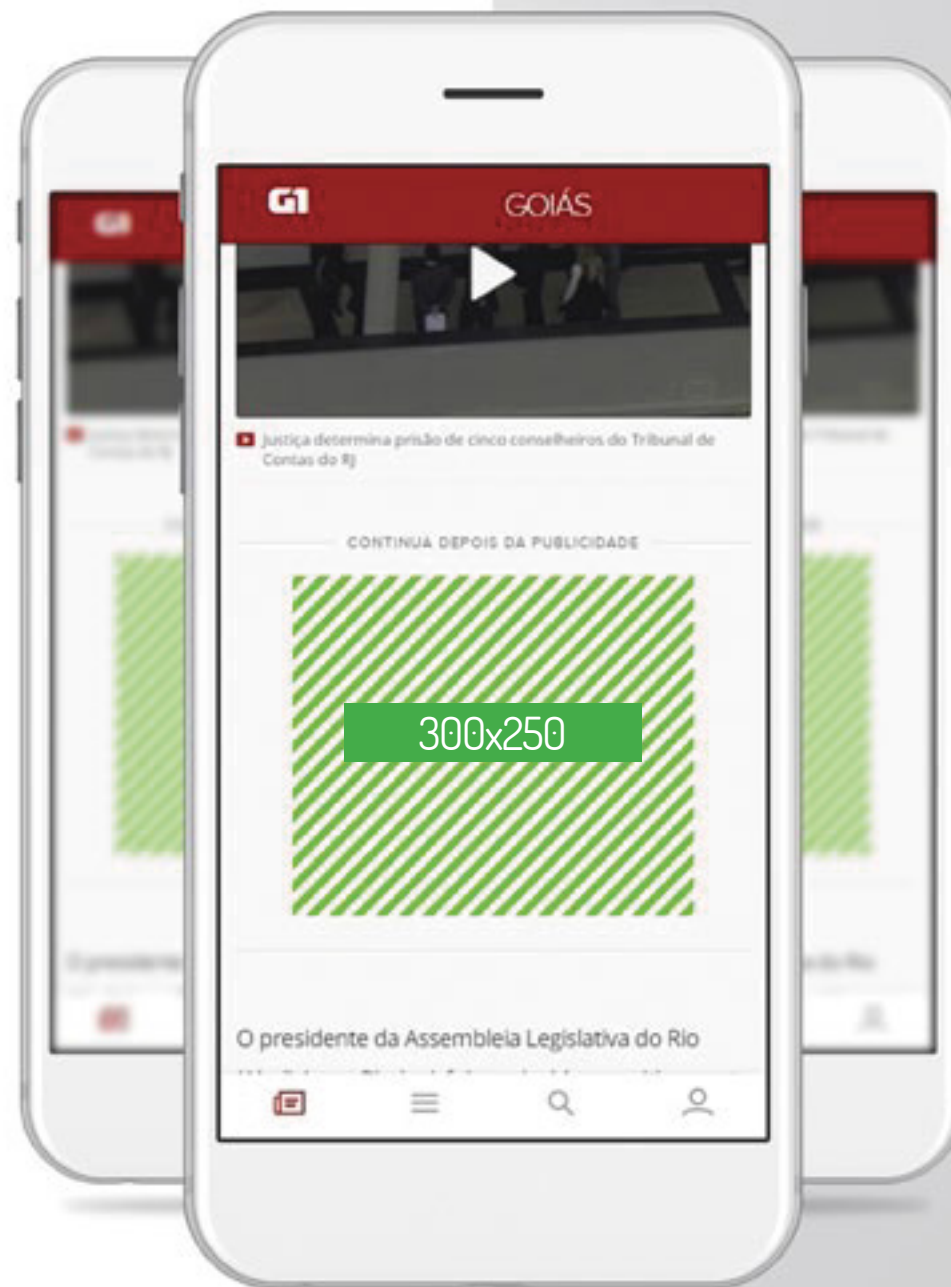 G1
GOIÁS
Justiça determina prisão de cinco conselheiros do Tribunal de
Contas do RJ
CONTINUA DEPOIS DA PUBLICIDADE
300x250
O presidente da Assembleia Legislativa do Rio